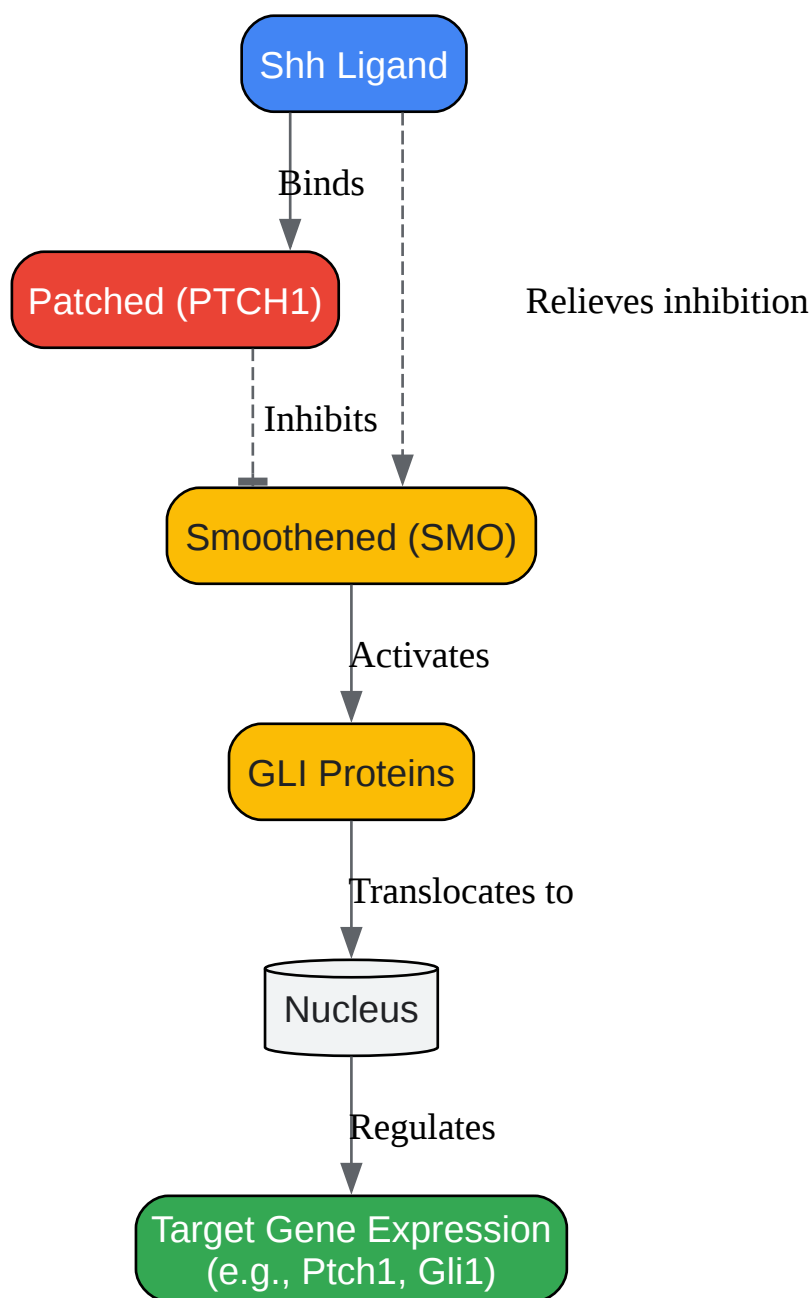 Shh Ligand
Binds
Patched (PTCH1)
Relieves inhibition
Inhibits
Smoothened (SMO)
Activates
GLI Proteins
Translocates to
Nucleus
Regulates
Target Gene Expression
(e.g., Ptch1, Gli1)